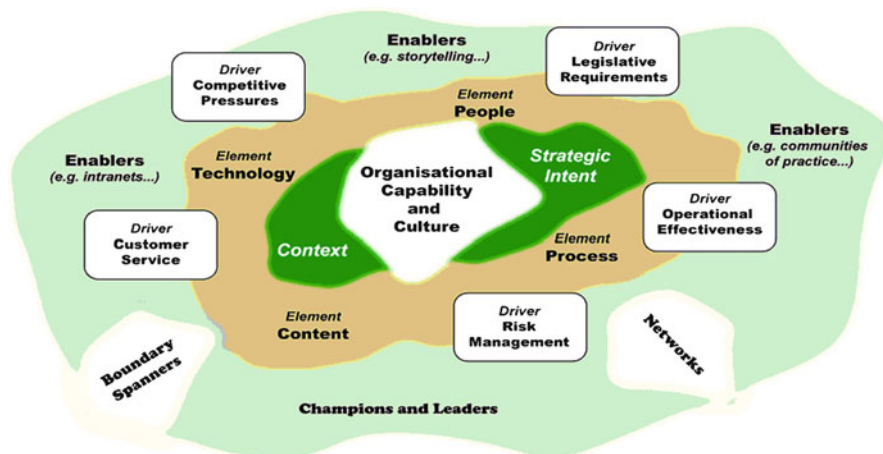 Enablers
(e.g. storytelling...)
Driver
Competitive
Pressures
Driver
Legislative
Requirements
Element
People
Enablers
(e.g. intranets...)
Element
Technology
Organisational
Capability
and
Culture
Strategic
Intent
Enablers
(e.g. communities
of practice...)
Driver
Customer
Service
Context
Element
Process
Driver
Operational
Effectiveness
Element
Content
Driver
Risk
Management
Boundary
Spanners
Networks
Champions and Leaders